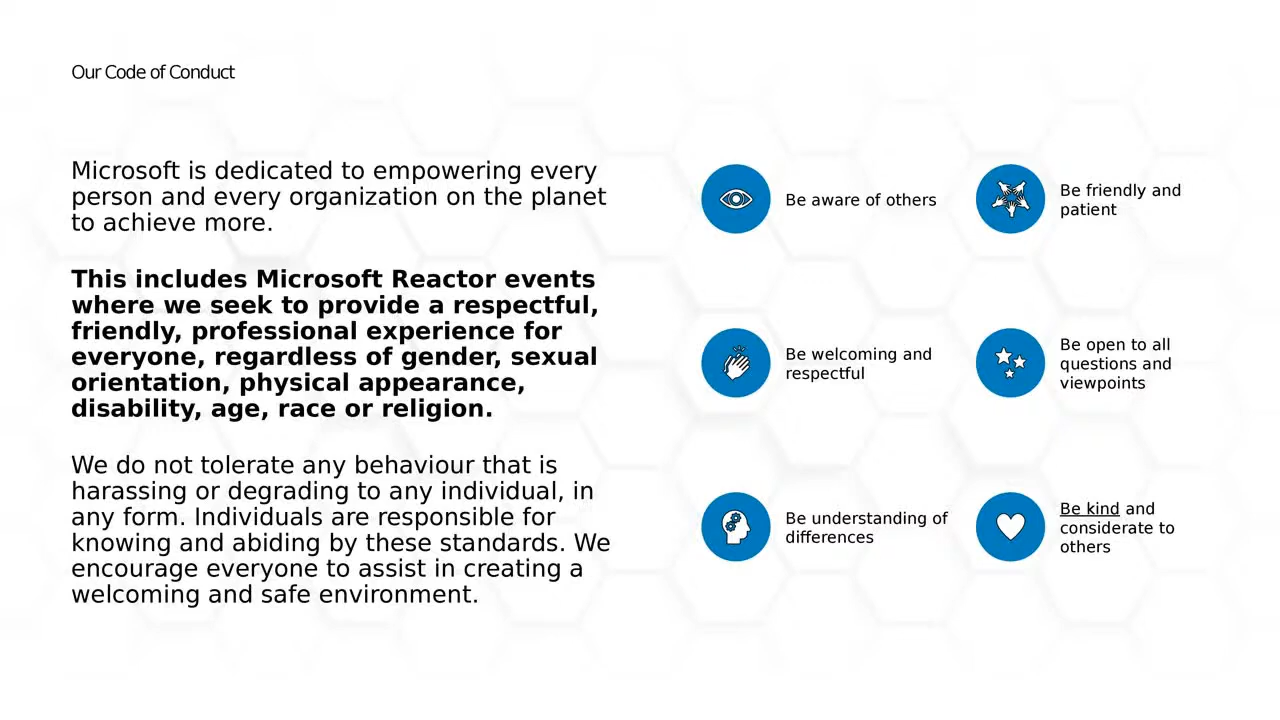 Our Code of Conduct
Microsoft is dedicated to empowering every
person and every organization on the planet
to achieve more.
This includes Microsoft Reactor events
where we seek to provide a respectful,
friendly, professional experience for
everyone, regardless of gender, sexual
orientation, physical appearance,
disability, age, race or religion.
We do not tolerate any behaviour that is
harassing or degrading to any individual, in
any form. Individuals are responsible for
knowing and abiding by these standards. We
encourage everyone to assist in creating a
welcoming and safe environment.
Be aware of others
Be friendly and
patient
Be welcoming and
respectful
Be open to all
questions and
viewpoints
Be understanding of
differences
Be kind and
considerate to
others